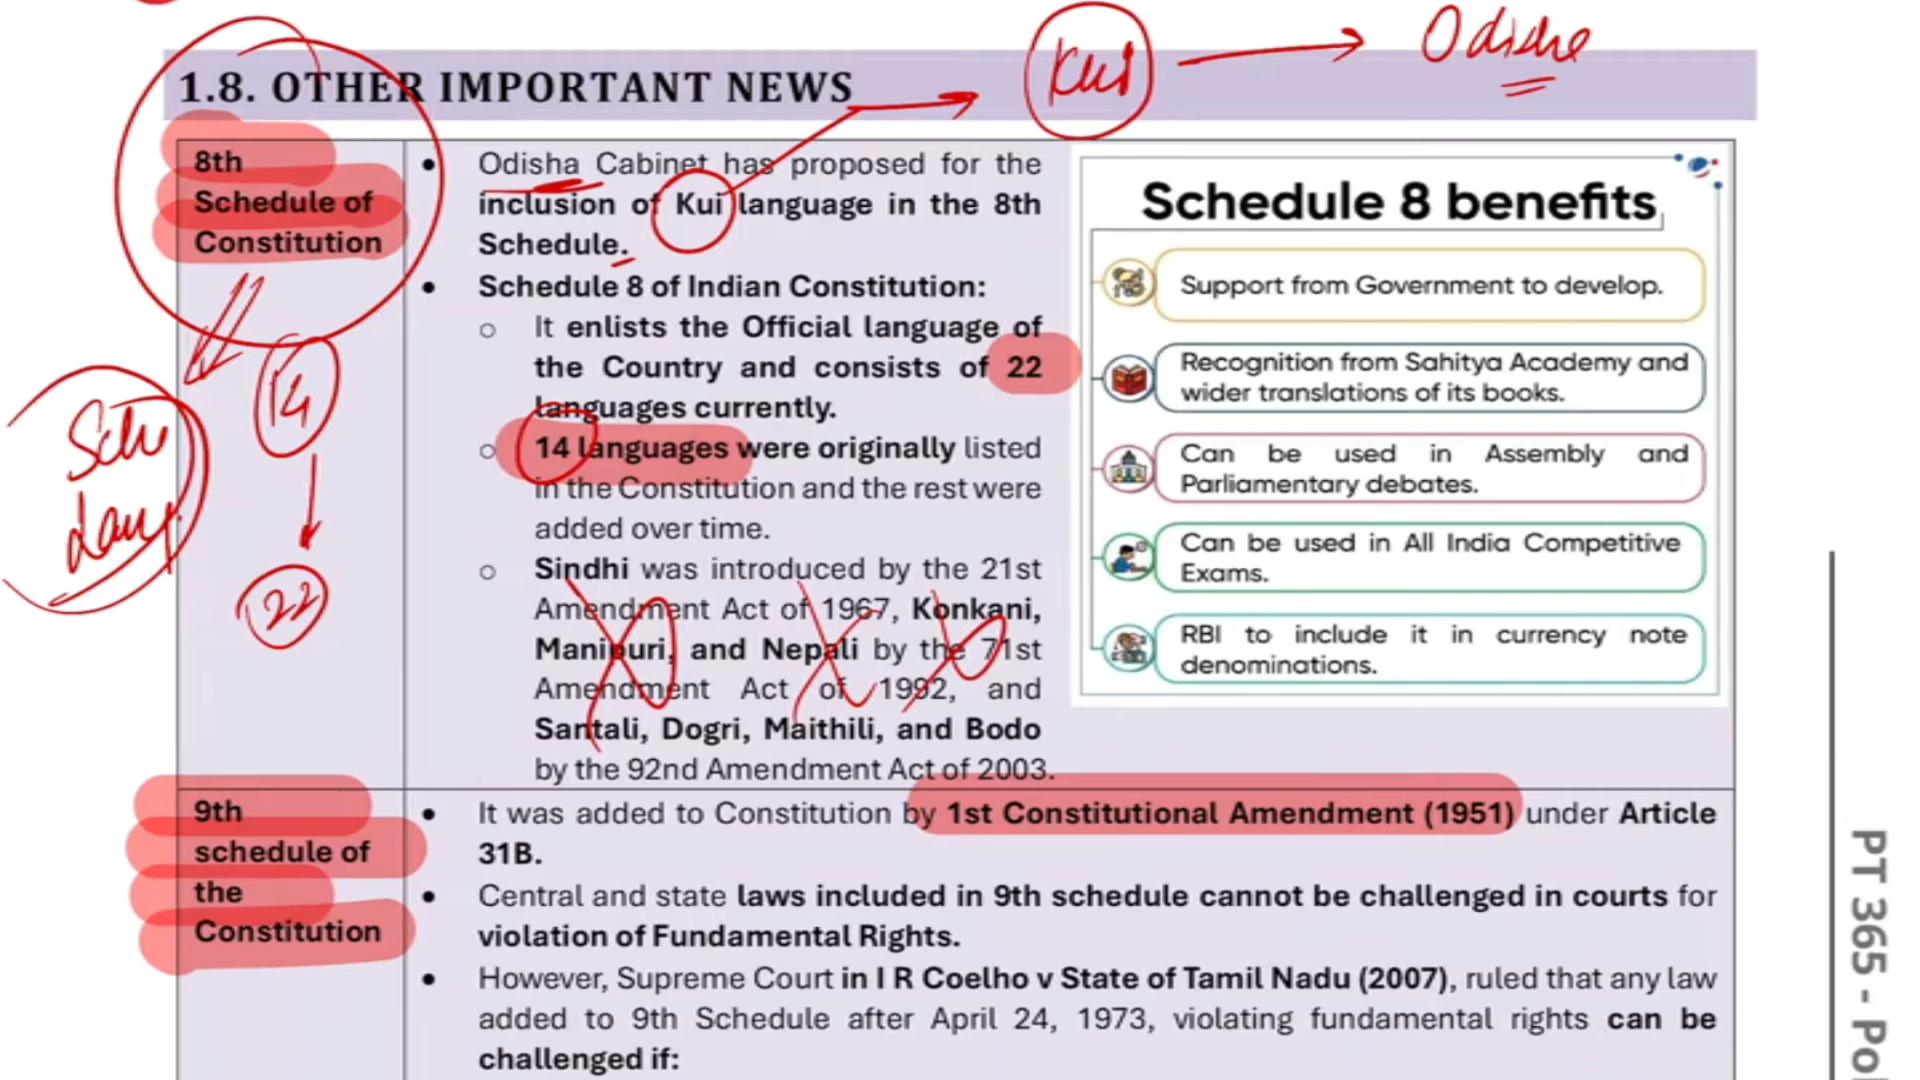 Kui
Odisha
1.8. OTHER IMPORTANT NEWS
8th
Schedule of
Constitution
14
22
Sch
Lang
Odisha Cabinet has proposed for the
inclusion of Kui language in the 8th
Schedule.
Schedule 8 of Indian Constitution:
It enlists the Official language of
the Country and consists of 22
languages currently.
14 languages were originally listed
in the Constitution and the rest were
added over time.
Sindhi was introduced by the 21st
Amendment Act of 1967, Konkani,
Manipuri, and Nepali by the 71st
Amendment Act of 1992, and
Santali, Dogri, Maithili, and Bodo
by the 92nd Amendment Act of 2003.
Schedule 8 benefits
Support from Government to develop.
Recognition from Sahitya Academy and
wider translations of its books.
Can be used in Assembly and
Parliamentary debates.
Can be used in All India Competitive
Exams.
RBI to include it in currency note
denominations.
9th
schedule of
the
Constitution
It was added to Constitution by 1st Constitutional Amendment (1951) under Article
31B.
Central and state laws included in 9th schedule cannot be challenged in courts for
violation of Fundamental Rights.
However, Supreme Court in I R Coelho v State of Tamil Nadu (2007), ruled that any law
added to 9th Schedule after April 24, 1973, violating fundamental rights can be
challenged if:
PT 365 - Pol